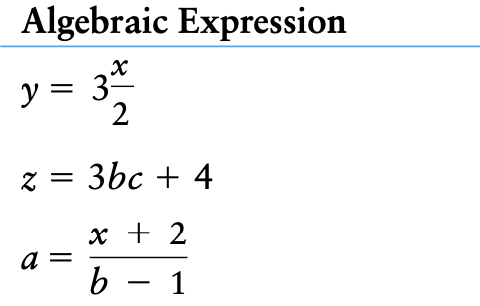 Algebraic Expression
y = 3x/2
z = 3bc + 4
a = (x + 2)/(b − 1)